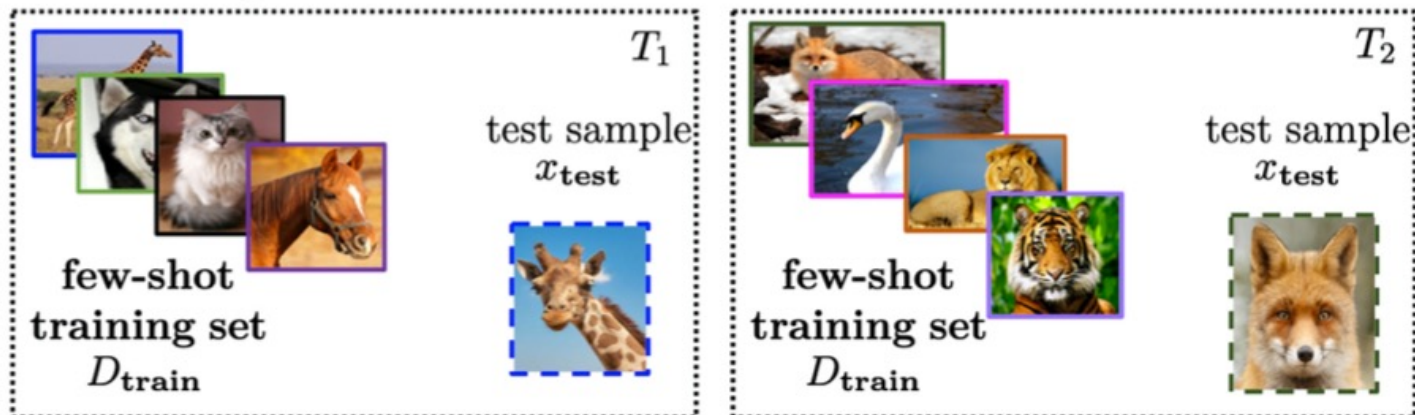 T₁
test sample
x_test
few-shot
training set
D_train
T₂
test sample
x_test
few-shot
training set
D_train